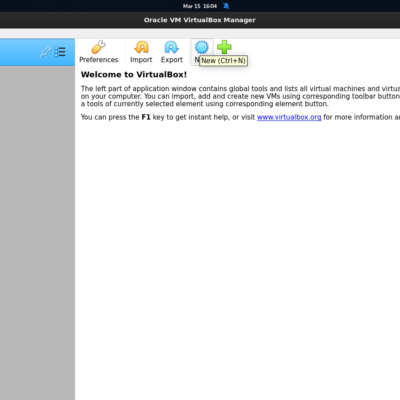 Mar 15 16:04
Oracle VM VirtualBox Manager
Preferences Import Export
New (Ctrl+N)
Welcome to VirtualBox!
The left part of application window contains global tools and lists all virtual machines and
on your computer. You can import, add and create new VMs using corresponding toolbar button
a tools of currently selected element using corresponding element button.
You can press the F1 key to get instant help, or visit www.virtualbox.org for more information